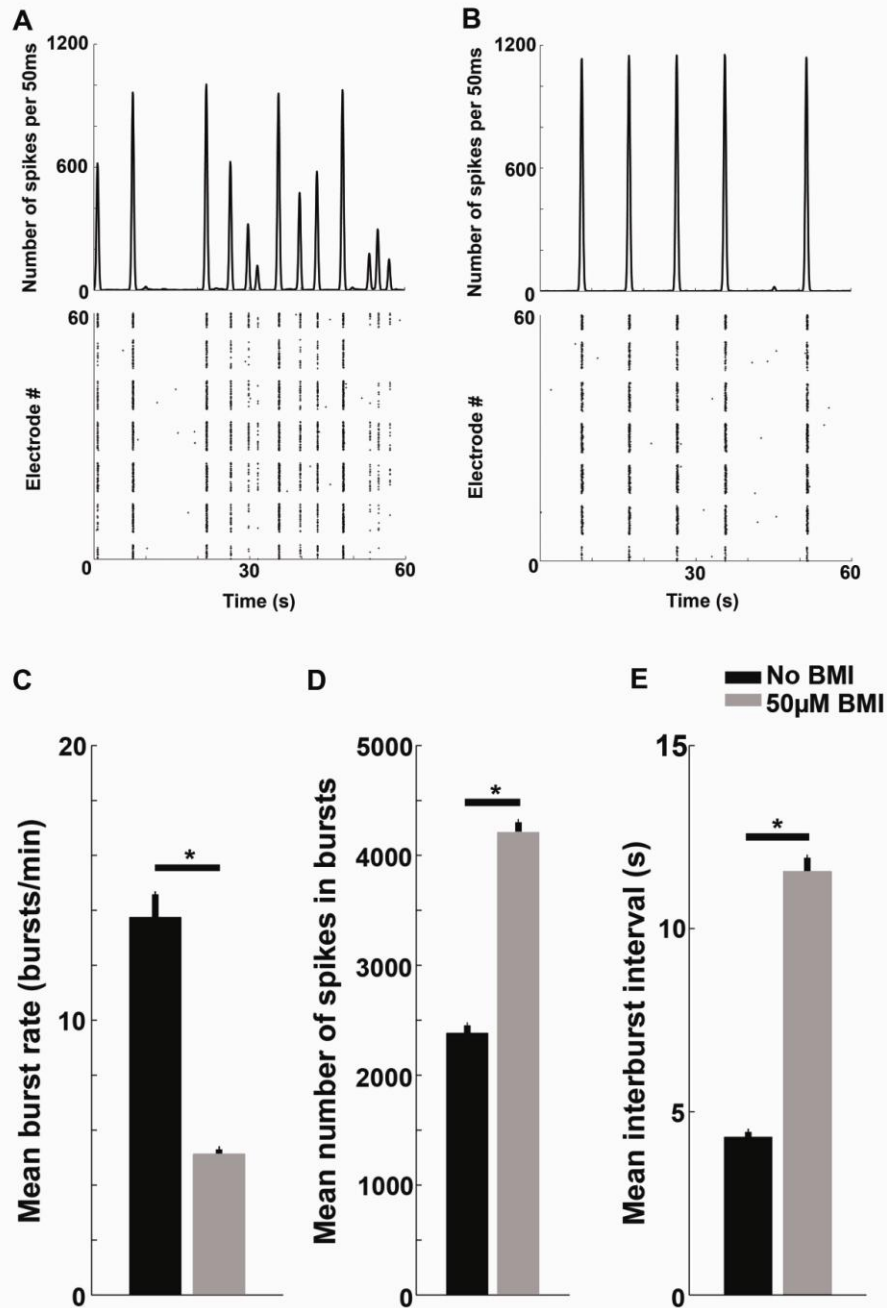 A
Number of spikes per 50ms
1200
600
0
Electrode #
60
0
0 30 60
Time (s)
B
Number of spikes per 50ms
1200
600
0
Electrode #
60
0
0 30 60
Time (s)
C
Mean burst rate (bursts/min)
20
10
0
*
D
Mean number of spikes in bursts
5000
4000
3000
2000
1000
0
*
E
No BMI
50µM BMI
Mean interburst interval (s)
15
10
5
0
*